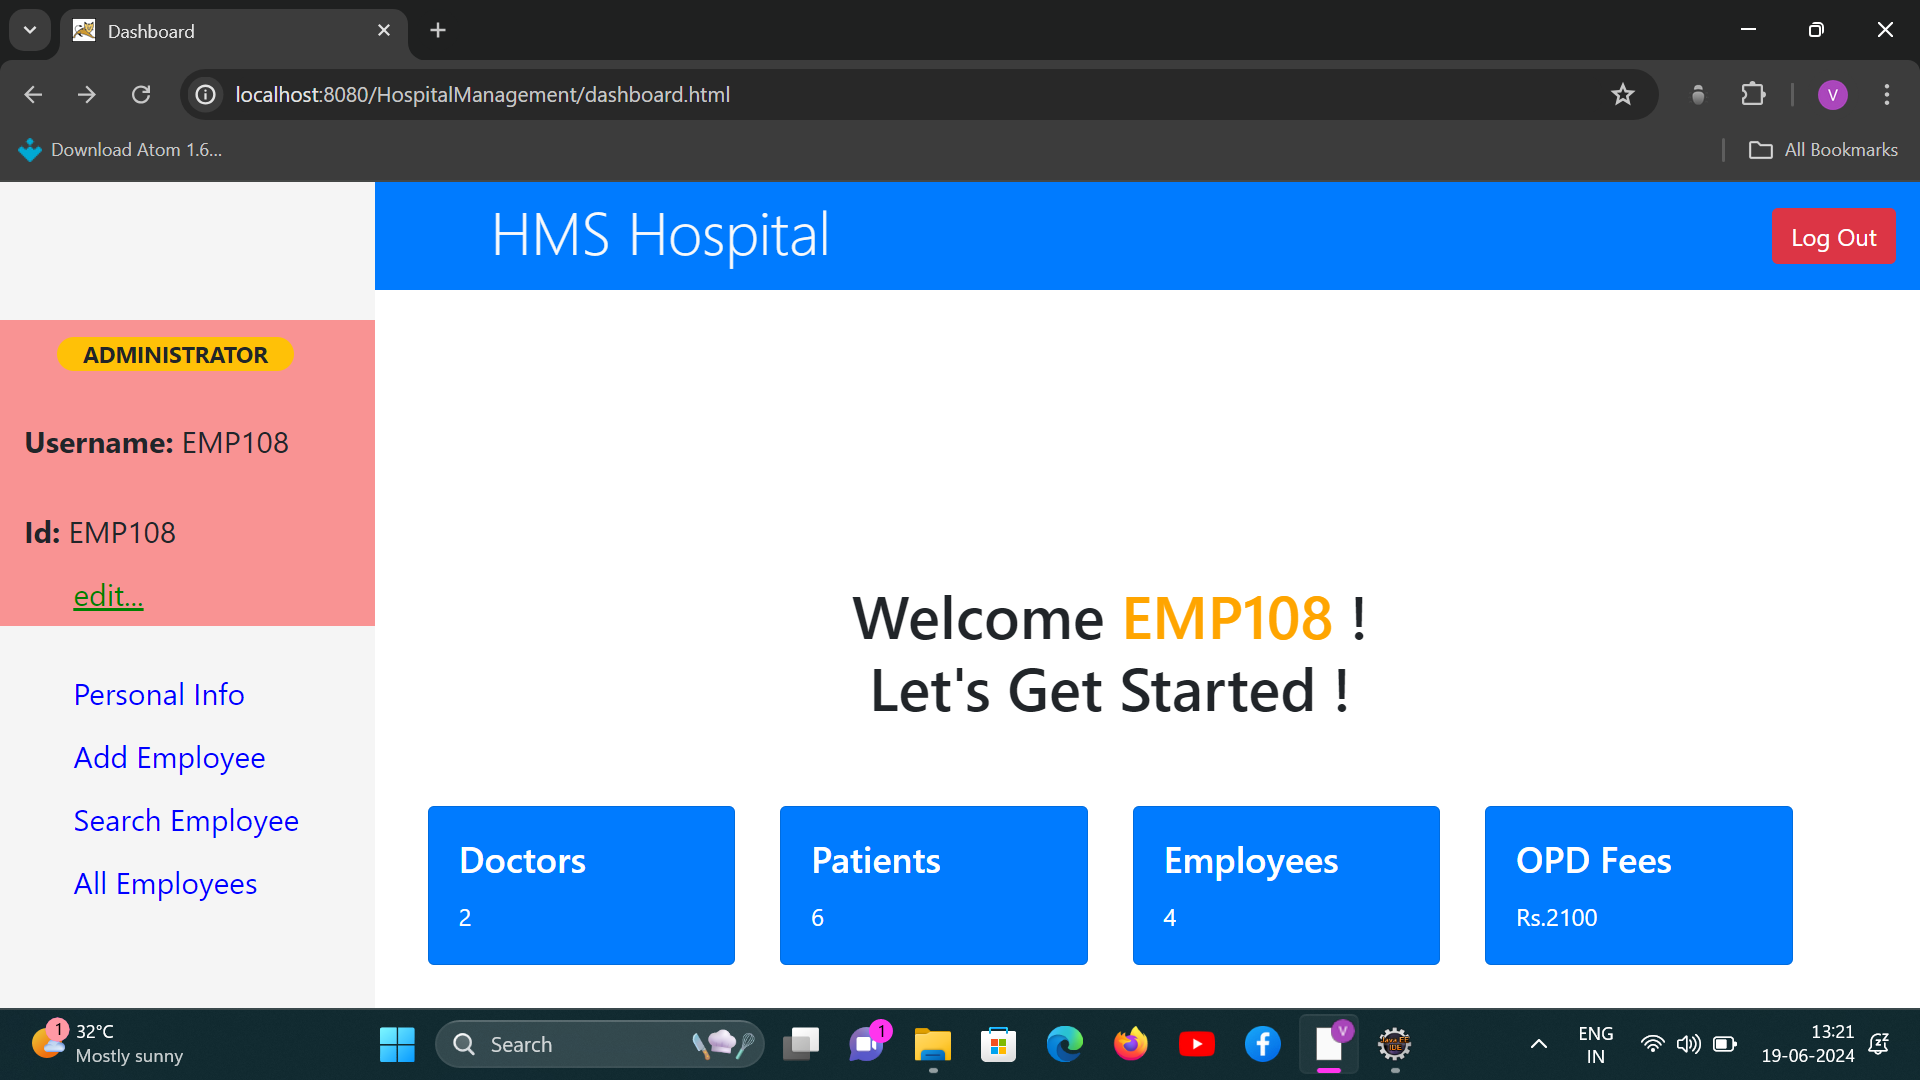 Dashboard
localhost:8080/HospitalManagement/dashboard.html
V
Download Atom 1.6...
All Bookmarks
HMS Hospital
Log Out
ADMINISTRATOR
Username: EMP108
Id: EMP108
edit...
Personal Info
Add Employee
Search Employee
All Employees
Welcome EMP108 !
Let's Get Started !
Doctors
2
Patients
6
Employees
4
OPD Fees
Rs.2100
1
32°C
Mostly sunny
Search
1
V
Java EE
IDE
ENG
IN
13:21
19-06-2024